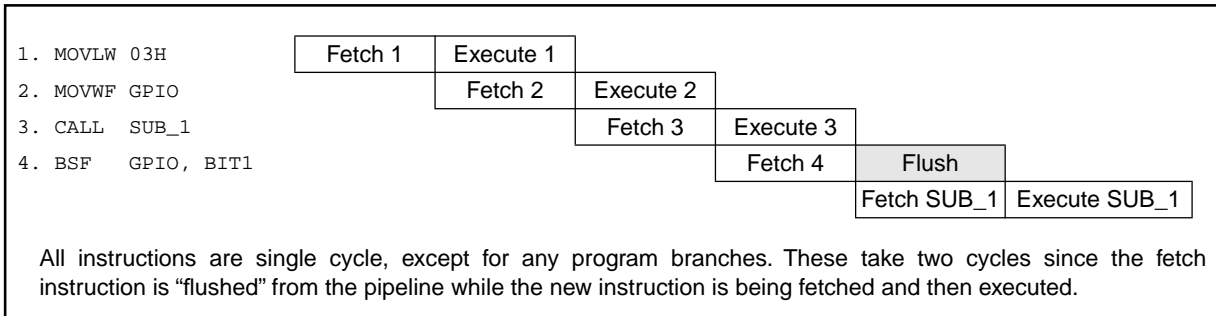 1. MOVLW 03H Fetch 1 Execute 1
2. MOVWF GPIO Fetch 2 Execute 2
3. CALL SUB_1 Fetch 3 Execute 3
4. BSF GPIO, BIT1 Fetch 4 Flush
Fetch SUB_1 Execute SUB_1
All instructions are single cycle, except for any program branches. These take two cycles since the fetch
instruction is “flushed” from the pipeline while the new instruction is being fetched and then executed.